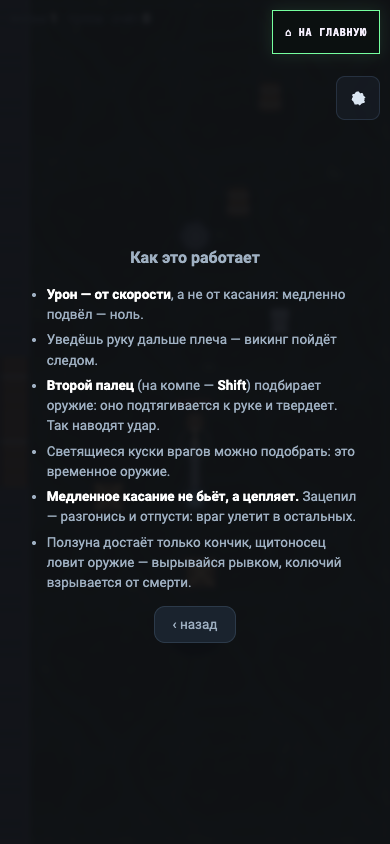 ⌂ НА ГЛАВНУЮ
Как это работает
• Урон — от скорости, а не от касания: медленно
подвёл — ноль.
• Уведёшь руку дальше плеча — викинг пойдёт
следом.
• Второй палец (на компе — Shift) подбирает
оружие: оно подтягивается к руке и твердеет.
Так наводят удар.
• Светящиеся куски врагов можно подобрать: это
временное оружие.
• Медленное касание не бьёт, а цепляет. Зацепил
— разгонись и отпусти: враг улетит в остальных.
• Ползуна достаёт только кончик, щитоносец
ловит оружие — вырывайся рывком, колючий
взрывается от смерти.
‹ назад